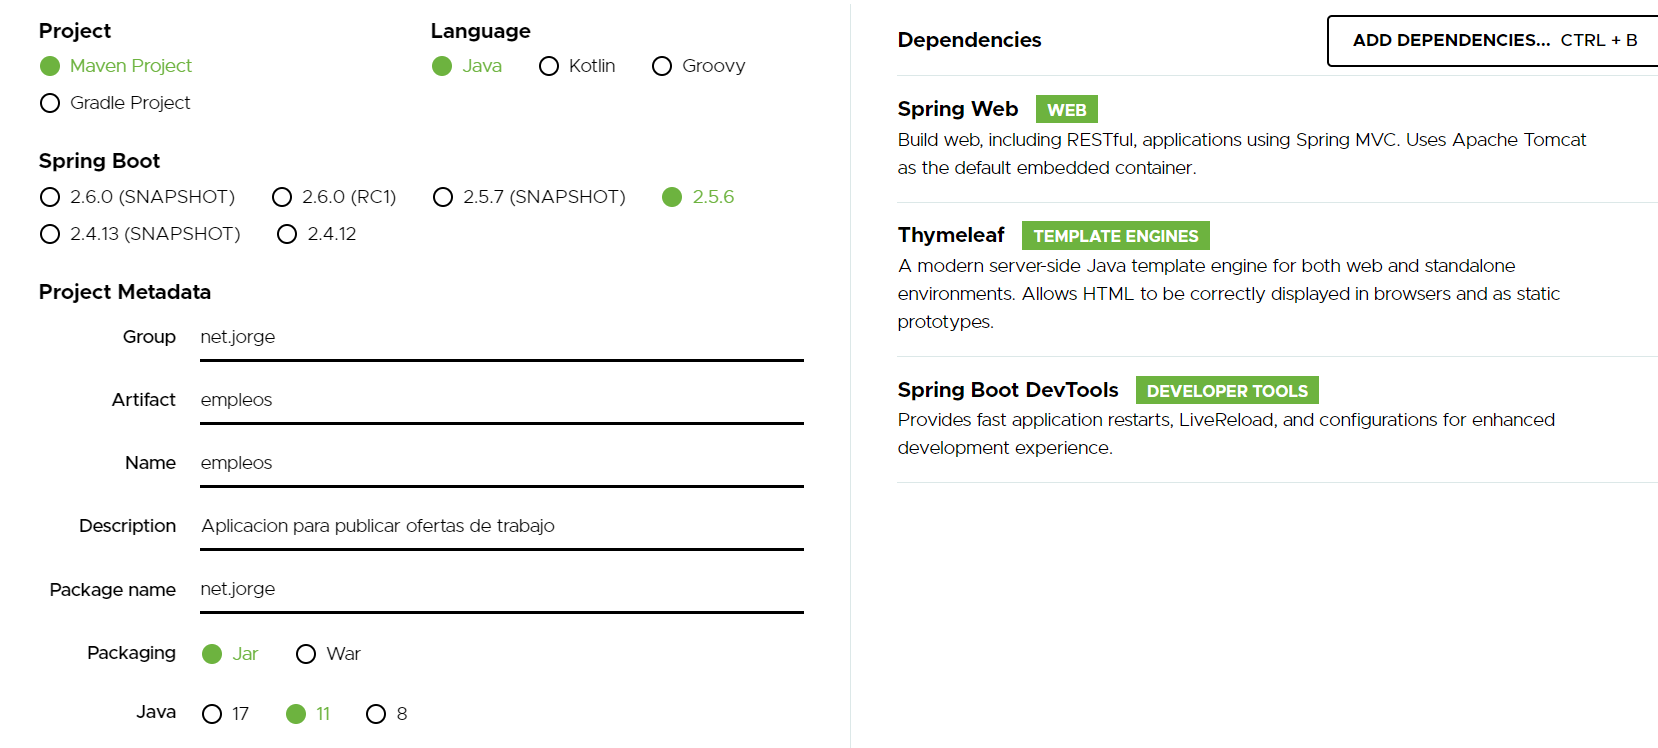 Project
Maven Project
Gradle Project
Language
Java Kotlin Groovy
Spring Boot
2.6.0 (SNAPSHOT) 2.6.0 (RC1) 2.5.7 (SNAPSHOT) 2.5.6
2.4.13 (SNAPSHOT) 2.4.12
Project Metadata
Group net.jorge
Artifact empleos
Name empleos
Description Aplicacion para publicar ofertas de trabajo
Package name net.jorge
Packaging Jar War
Java 17 11 8
Dependencies
ADD DEPENDENCIES... CTRL + B
Spring Web WEB
Build web, including RESTful, applications using Spring MVC. Uses Apache Tomcat
as the default embedded container.
Thymeleaf TEMPLATE ENGINES
A modern server-side Java template engine for both web and standalone
environments. Allows HTML to be correctly displayed in browsers and as static
prototypes.
Spring Boot DevTools DEVELOPER TOOLS
Provides fast application restarts, LiveReload, and configurations for enhanced
development experience.